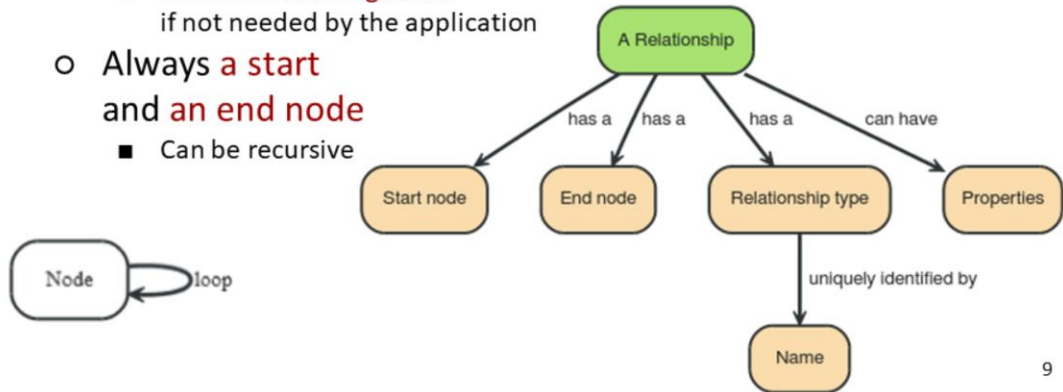 if not needed by the application
○ Always a start
and an end node
■ Can be recursive
A Relationship
has a
has a
has a
can have
Start node
End node
Relationship type
Properties
Node
loop
uniquely identified by
Name
9